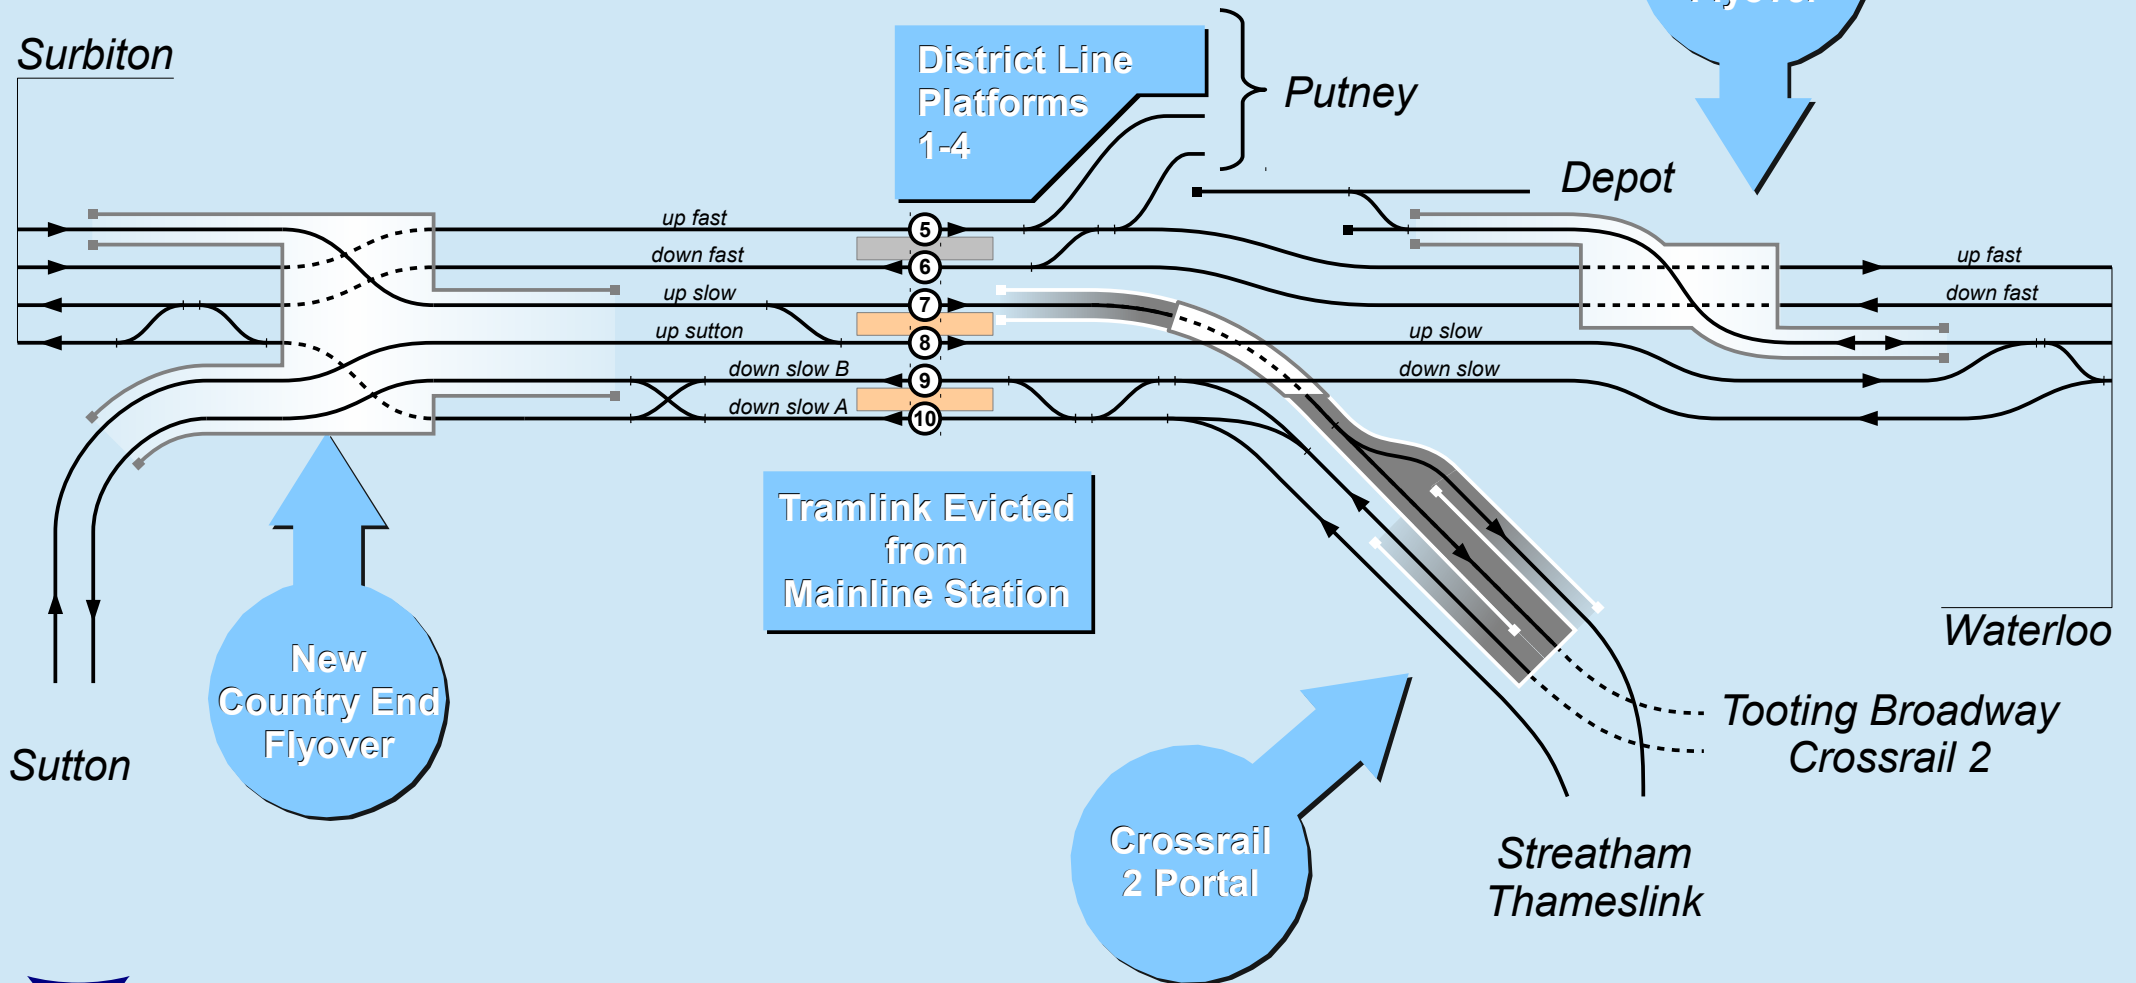 Flyover
Surbiton
District Line
Platforms
1-4
Putney
Depot
up fast
down fast
up slow
up sutton
down slow B
down slow A
5
6
7
8
9
10
up slow
down slow
up fast
down fast
Tramlink Evicted
from
Mainline Station
New
Country End
Flyover
Sutton
Waterloo
Tooting Broadway
Crossrail 2
Crossrail
2 Portal
Streatham
Thameslink